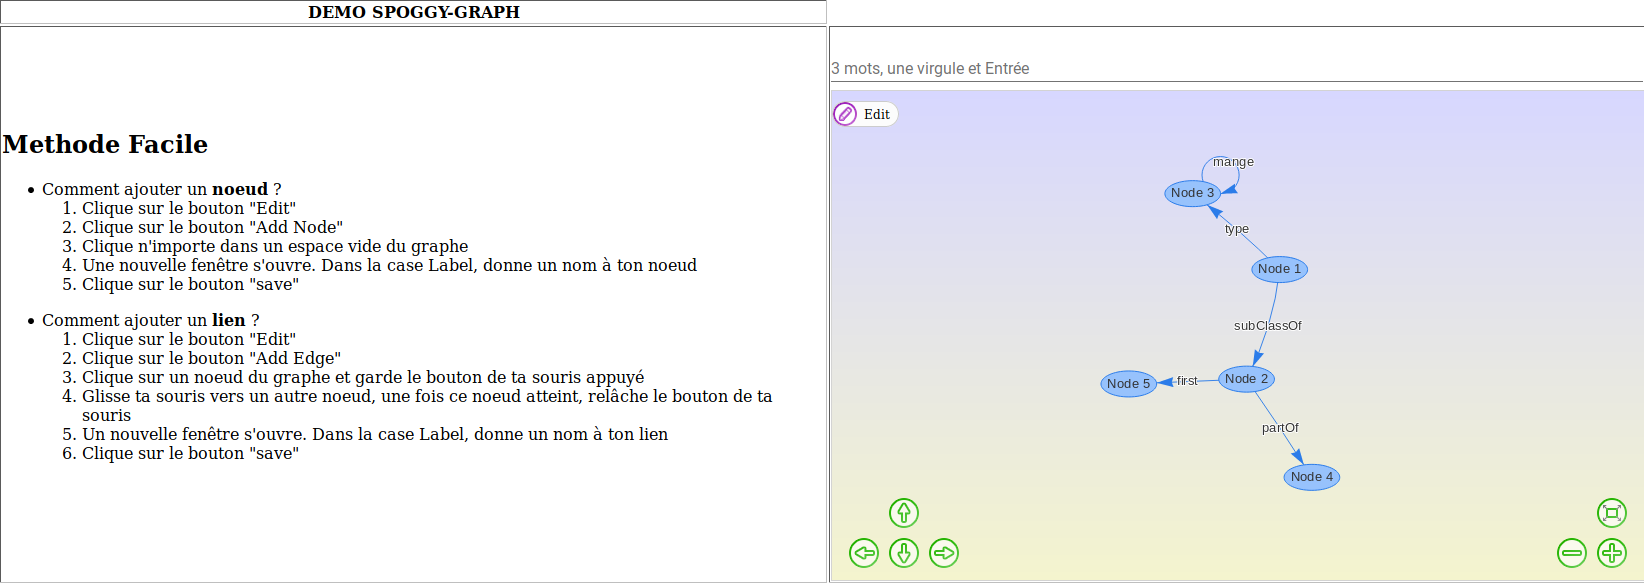 DEMO SPOGGY-GRAPH
Methode Facile
• Comment ajouter un noeud ?
1. Clique sur le bouton "Edit"
2. Clique sur le bouton "Add Node"
3. Clique n'importe dans un espace vide du graphe
4. Une nouvelle fenêtre s'ouvre. Dans la case Label, donne un nom à ton noeud
5. Clique sur le bouton "save"
• Comment ajouter un lien ?
1. Clique sur le bouton "Edit"
2. Clique sur le bouton "Add Edge"
3. Clique sur un noeud du graphe et garde le bouton de ta souris appuyé
4. Glisse ta souris vers un autre noeud, une fois ce noeud atteint, relâche le bouton de ta
souris
5. Un nouvelle fenêtre s'ouvre. Dans la case Label, donne un nom à ton lien
6. Clique sur le bouton "save"
3 mots, une virgule et Entrée
Edit
mange
Node 3
type
Node 1
subClassOf
Node 2
first
Node 5
partOf
Node 4